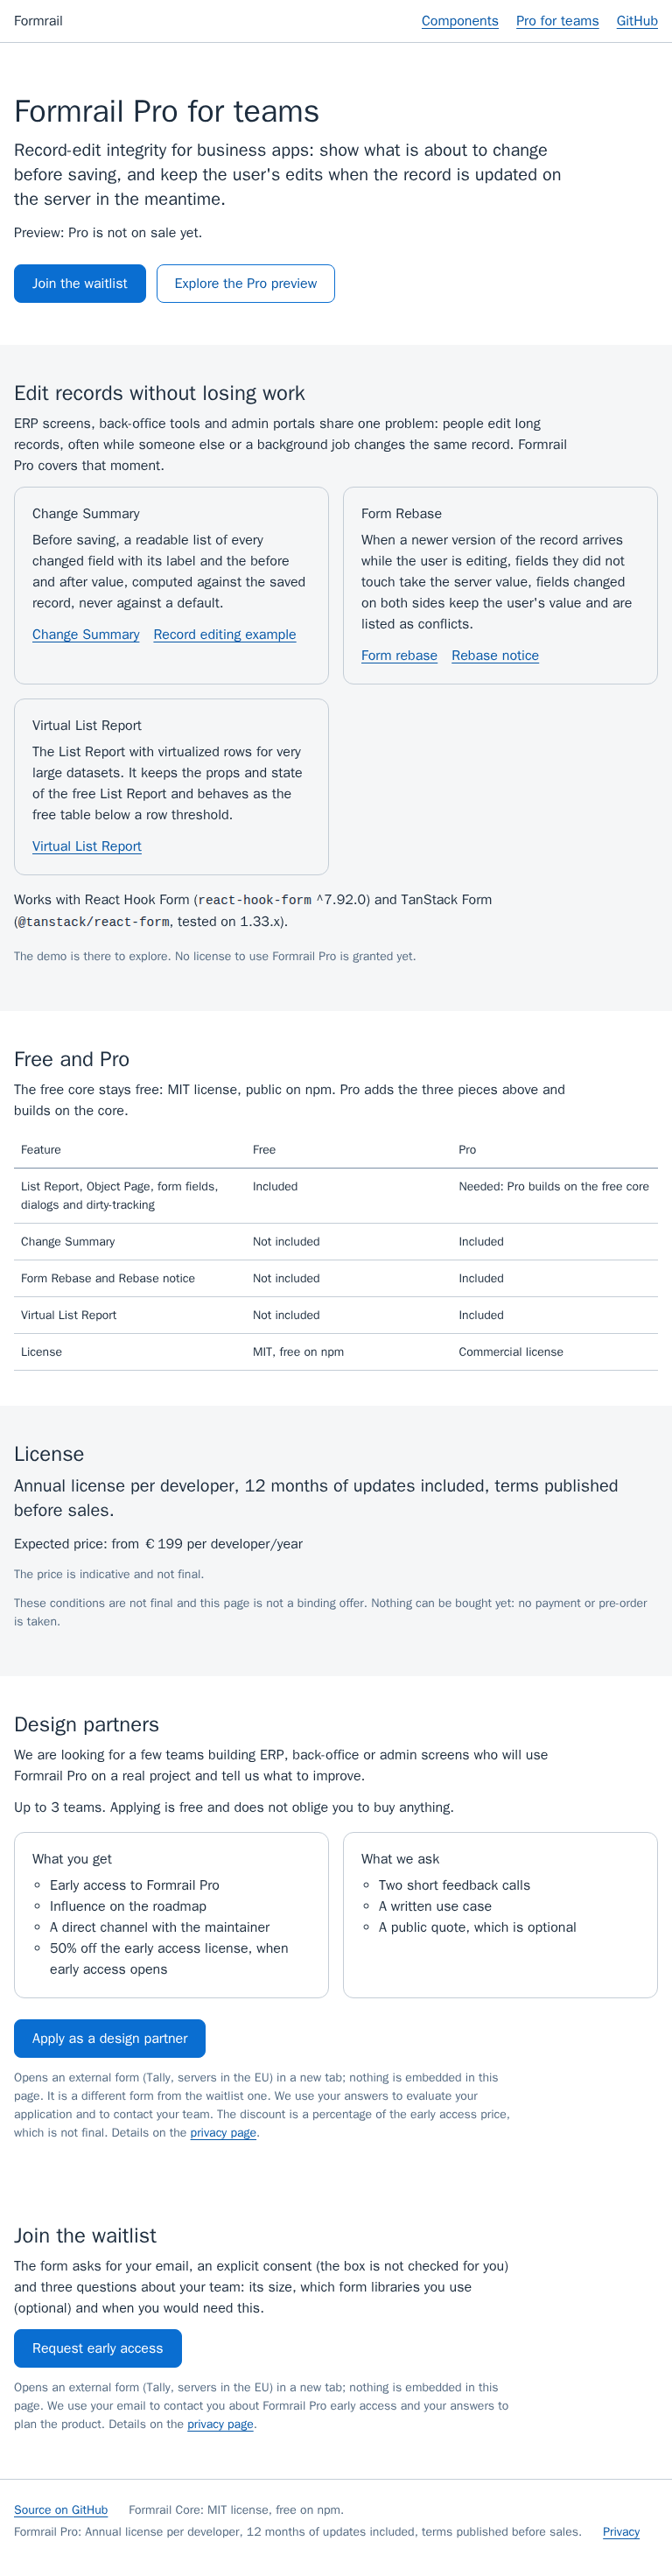 Formrail
Components Pro for teams GitHub
Formrail Pro for teams
Record-edit integrity for business apps: show what is about to change
before saving, and keep the user's edits when the record is updated on
the server in the meantime.
Preview: Pro is not on sale yet.
Join the waitlist
Explore the Pro preview
Edit records without losing work
ERP screens, back-office tools and admin portals share one problem: people edit long
records, often while someone else or a background job changes the same record. Formrail
Pro covers that moment.
Change Summary
Before saving, a readable list of every
changed field with its label and the before
and after value, computed against the saved
record, never against a default.
Change Summary Record editing example
Form Rebase
When a newer version of the record arrives
while the user is editing, fields they did not
touch take the server value, fields changed
on both sides keep the user's value and are
listed as conflicts.
Form rebase Rebase notice
Virtual List Report
The List Report with virtualized rows for very
large datasets. It keeps the props and state
of the free List Report and behaves as the
free table below a row threshold.
Virtual List Report
Works with React Hook Form (react-hook-form ^7.92.0) and TanStack Form
(@tanstack/react-form, tested on 1.33.x).
The demo is there to explore. No license to use Formrail Pro is granted yet.
Free and Pro
The free core stays free: MIT license, public on npm. Pro adds the three pieces above and
builds on the core.
Feature Free Pro
List Report, Object Page, form fields, Included Needed: Pro builds on the free core
dialogs and dirty-tracking
Change Summary Not included Included
Form Rebase and Rebase notice Not included Included
Virtual List Report Not included Included
License MIT, free on npm Commercial license
License
Annual license per developer, 12 months of updates included, terms published
before sales.
Expected price: from €199 per developer/year
The price is indicative and not final.
These conditions are not final and this page is not a binding offer. Nothing can be bought yet: no payment or pre-order
is taken.
Design partners
We are looking for a few teams building ERP, back-office or admin screens who will use
Formrail Pro on a real project and tell us what to improve.
Up to 3 teams. Applying is free and does not oblige you to buy anything.
What you get
Early access to Formrail Pro
Influence on the roadmap
A direct channel with the maintainer
50% off the early access license, when
early access opens
What we ask
Two short feedback calls
A written use case
A public quote, which is optional
Apply as a design partner
Opens an external form (Tally, servers in the EU) in a new tab; nothing is embedded in this
page. It is a different form from the waitlist one. We use your answers to evaluate your
application and to contact your team. The discount is a percentage of the early access price,
which is not final. Details on the privacy page.
Join the waitlist
The form asks for your email, an explicit consent (the box is not checked for you)
and three questions about your team: its size, which form libraries you use
(optional) and when you would need this.
Request early access
Opens an external form (Tally, servers in the EU) in a new tab; nothing is embedded in this
page. We use your email to contact you about Formrail Pro early access and your answers to
plan the product. Details on the privacy page.
Source on GitHub Formrail Core: MIT license, free on npm.
Formrail Pro: Annual license per developer, 12 months of updates included, terms published before sales. Privacy